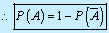 ∴ P(A) = 1 − P(A̅)